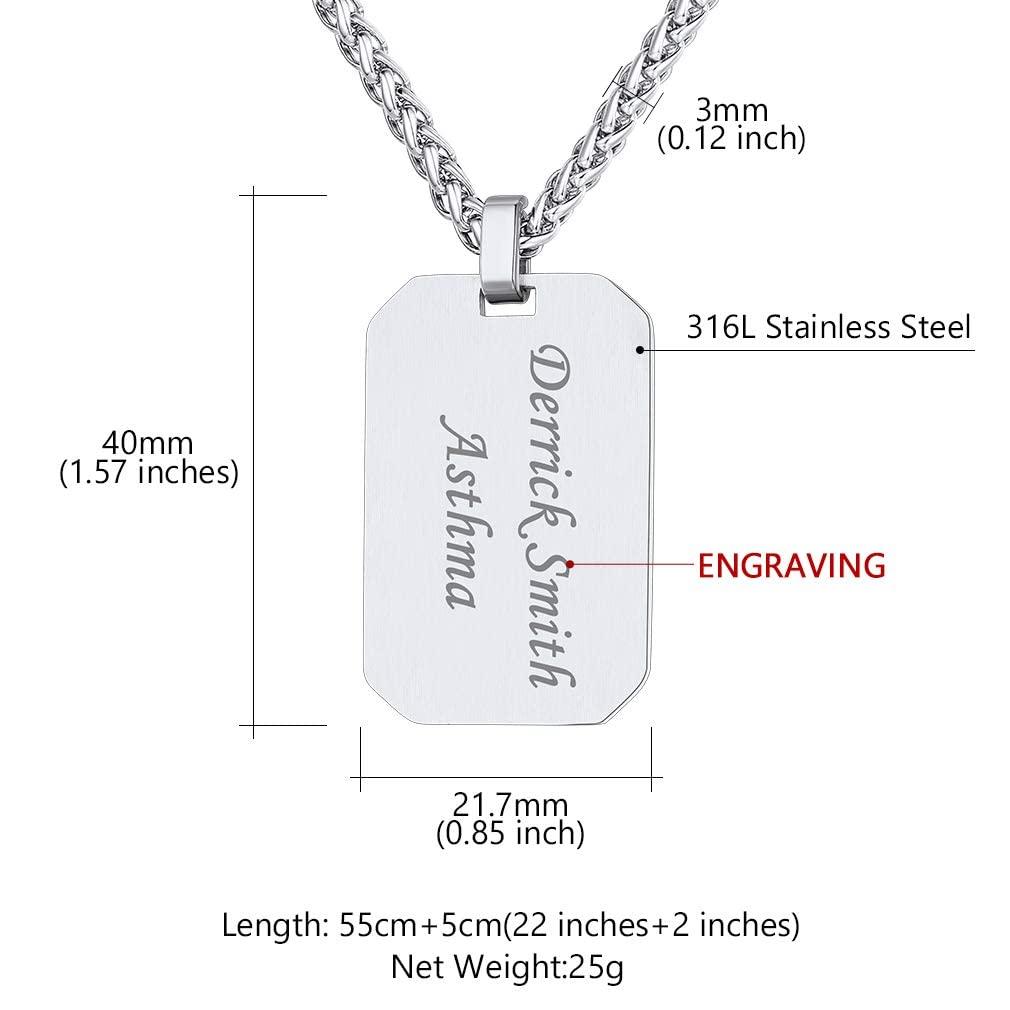 3mm
(0.12 inch)
316L Stainless Steel
40mm
(1.57 inches)
Derrick Smith
Asthma
ENGRAVING
21.7mm
(0.85 inch)
Length: 55cm+5cm(22 inches+2 inches)
Net Weight:25g